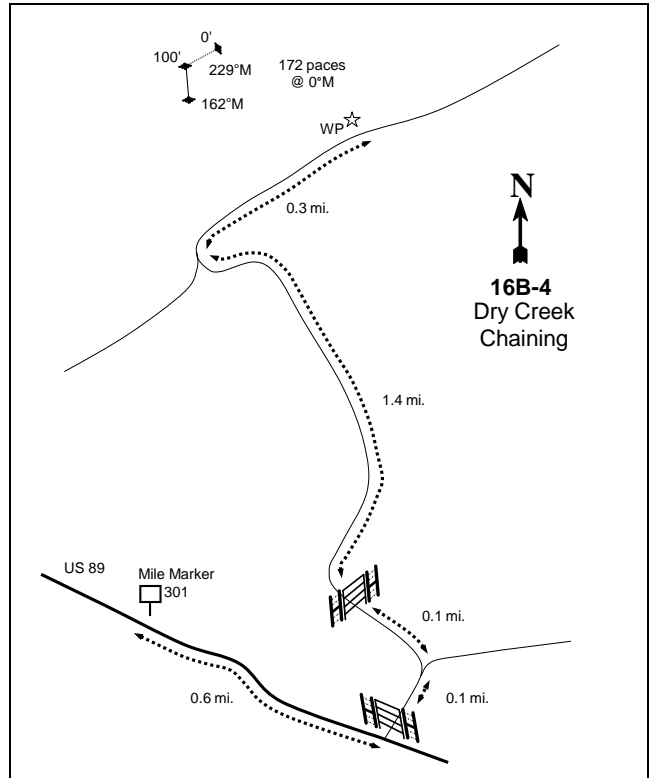 0'
100'
229°M
162°M
172 paces
@ 0°M
WP
0.3 mi.
N
16B-4
Dry Creek
Chaining
1.4 mi.
US 89
Mile Marker
301
0.1 mi.
0.6 mi.
0.1 mi.